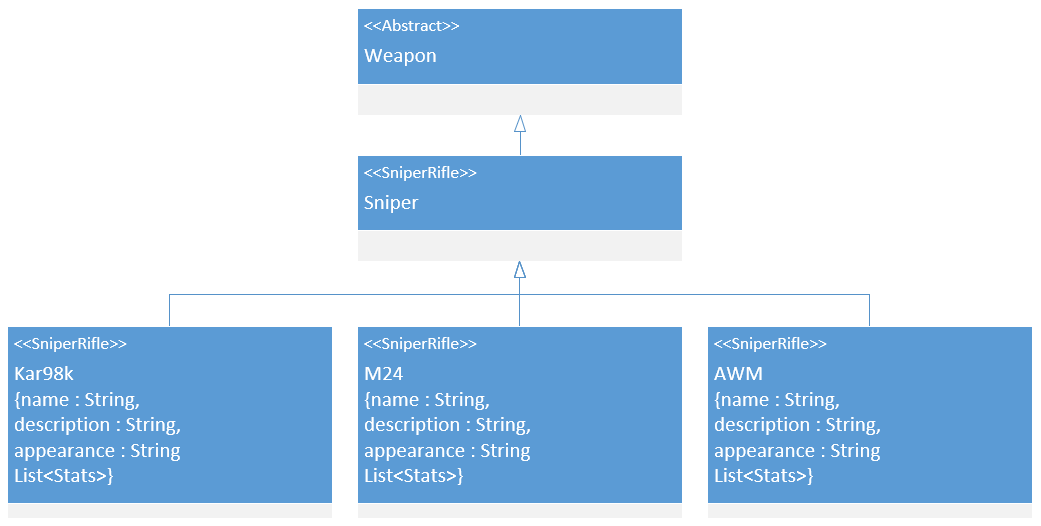 <<Abstract>>
Weapon
<<SniperRifle>>
Sniper
<<SniperRifle>>
Kar98k
{name : String,
description : String,
appearance : String
List<Stats>}
<<SniperRifle>>
M24
{name : String,
description : String,
appearance : String
List<Stats>}
<<SniperRifle>>
AWM
{name : String,
description : String,
appearance : String
List<Stats>}